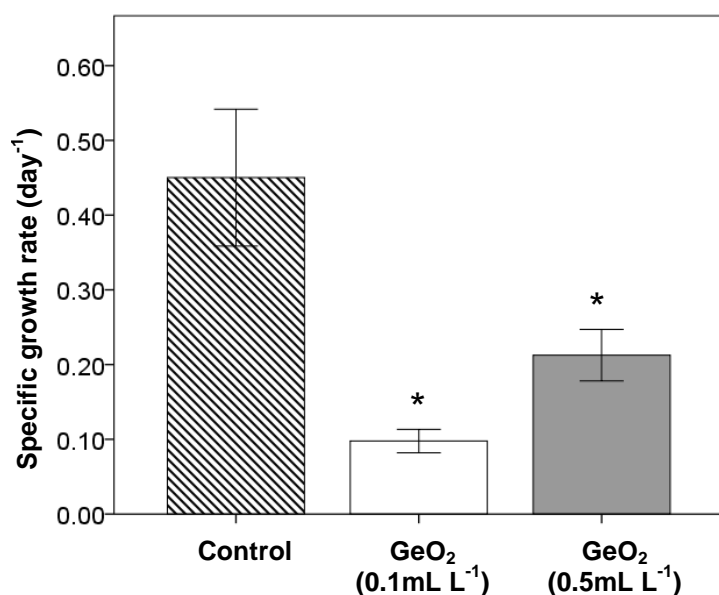 Specific growth rate (day⁻¹)
0.60
0.50
0.40
0.30
0.20
0.10
0.00
*
*
Control
GeO₂
(0.1mL L⁻¹)
GeO₂
(0.5mL L⁻¹)